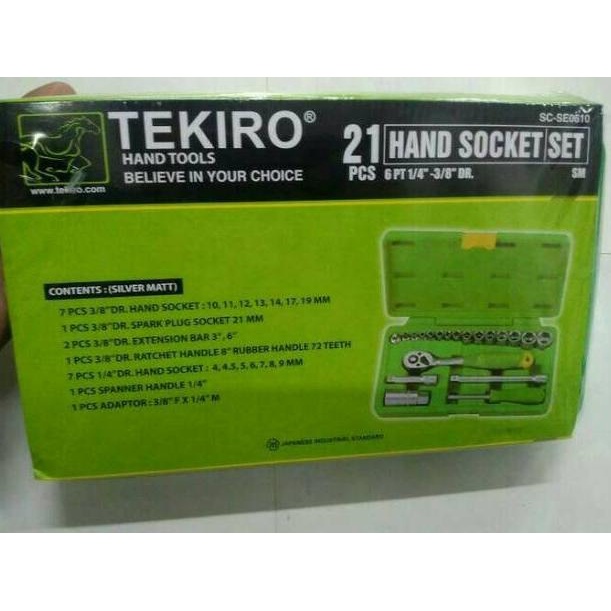 SC-SE0610
TEKIRO®
HAND TOOLS
BELIEVE IN YOUR CHOICE
www.tekiro.com
21 PCS
HAND SOCKET SET
6 PT 1/4" -3/8" DR.
SM
CONTENTS : (SILVER MATT)
7 PCS 3/8"DR. HAND SOCKET : 10, 11, 12, 13, 14, 17, 19 MM
1 PCS 3/8"DR. SPARK PLUG SOCKET 21 MM
2 PCS 3/8"DR. EXTENSION BAR 3", 6"
1 PCS 3/8"DR. RATCHET HANDLE 8" RUBBER HANDLE 72 TEETH
7 PCS 1/4"DR. HAND SOCKET : 4, 4.5, 5, 6, 7, 8, 9 MM
1 PCS SPANNER HANDLE 1/4"
1 PCS ADAPTOR : 3/8" F X 1/4" M
JAPANESE INDUSTRIAL STANDARD